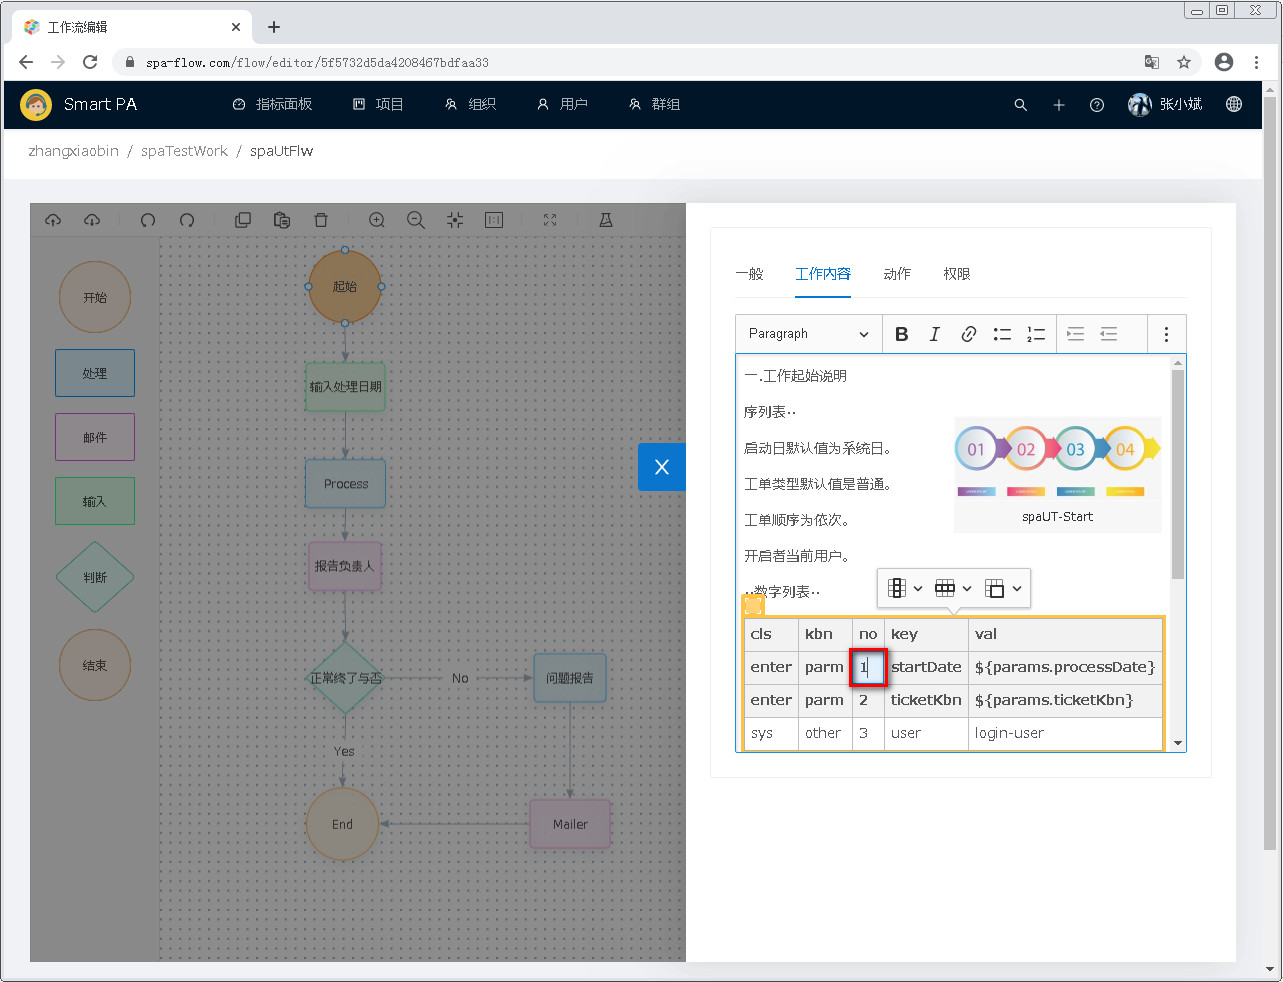 工作流编辑
spa-flow.com/flow/editor/5f5732d5da4208467bdfaa33
Smart PA
指标面板
项目
组织
用户
群组
张小斌
zhangxiaobin / spaTestWork / spaUtFlw
开始
处理
邮件
输入
判断
结束
起始
输入处理日期
Process
报告负责人
正常终了与否
No
问题报告
Yes
End
Mailer
X
一般
工作内容
动作
权限
Paragraph
一.工作起始说明
序列表··
启动日默认值为系统日。
工单类型默认值是普通。
工单顺序为依次。
开启者当前用户。
··数字列表··
01 02 03 04
spaUT-Start
cls kbn no key val
enter parm 1 startDate ${params.processDate}
enter parm 2 ticketKbn ${params.ticketKbn}
sys other 3 user login-user